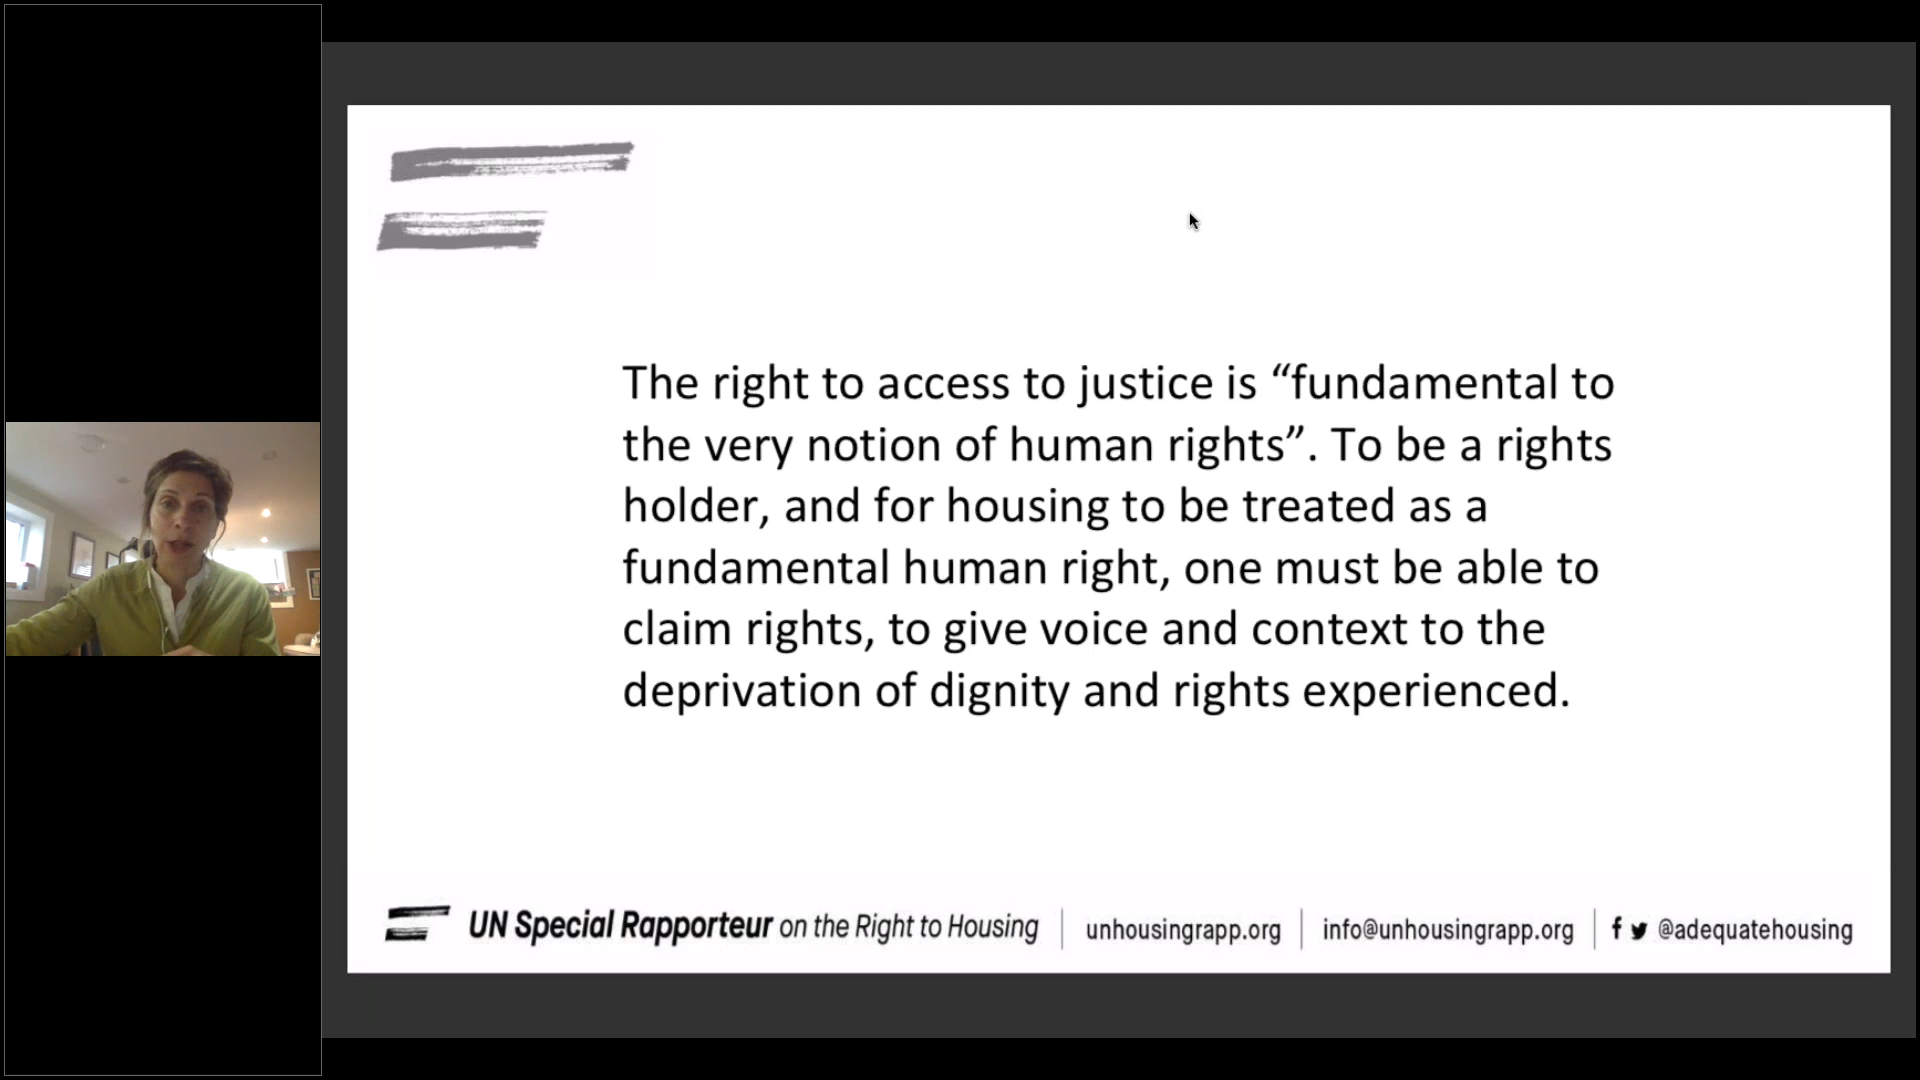 The right to access to justice is “fundamental to
the very notion of human rights”. To be a rights
holder, and for housing to be treated as a
fundamental human right, one must be able to
claim rights, to give voice and context to the
deprivation of dignity and rights experienced.
UN Special Rapporteur on the Right to Housing | unhousingrapp.org | info@unhousingrapp.org | @adequatehousing